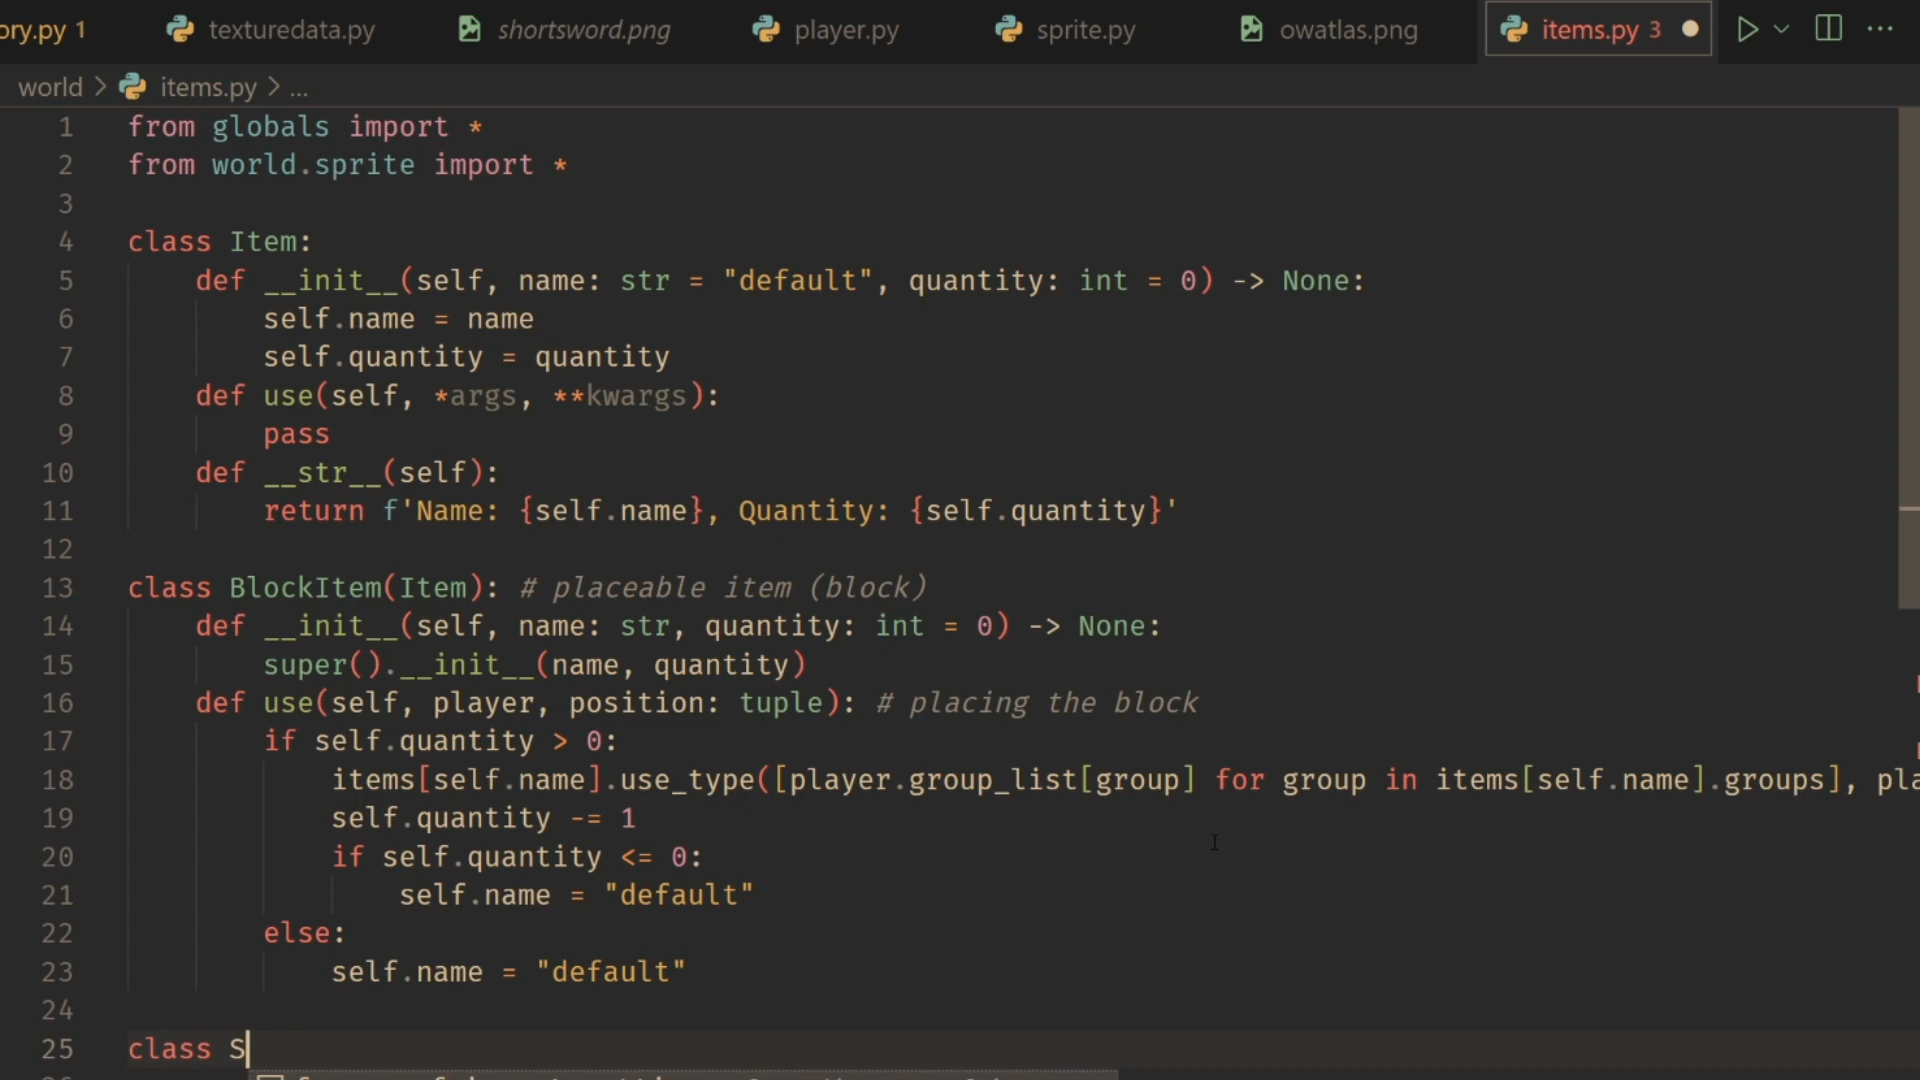 ory.py 1 texturedata.py shortsword.png player.py sprite.py owatlas.png items.py 3
world > items.py > ...
1 from globals import *
2 from world.sprite import *
3
4 class Item:
5 def __init__(self, name: str = "default", quantity: int = 0) -> None:
6 self.name = name
7 self.quantity = quantity
8 def use(self, *args, **kwargs):
9 pass
10 def __str__(self):
11 return f'Name: {self.name}, Quantity: {self.quantity}'
12
13 class BlockItem(Item): # placeable item (block)
14 def __init__(self, name: str, quantity: int = 0) -> None:
15 super().__init__(name, quantity)
16 def use(self, player, position: tuple): # placing the block
17 if self.quantity > 0:
18 items[self.name].use_type([player.group_list[group] for group in items[self.name].groups], pla
19 self.quantity -= 1
20 if self.quantity <= 0:
21 self.name = "default"
22 else:
23 self.name = "default"
24
25 class S